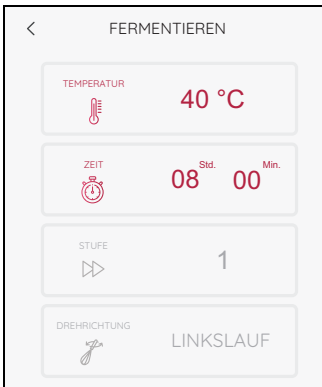 FERMENTIEREN
TEMPERATUR
40 °C
ZEIT
08 Std. 00 Min.
STUFE
1
DREHRICHTUNG
LINKSLAUF